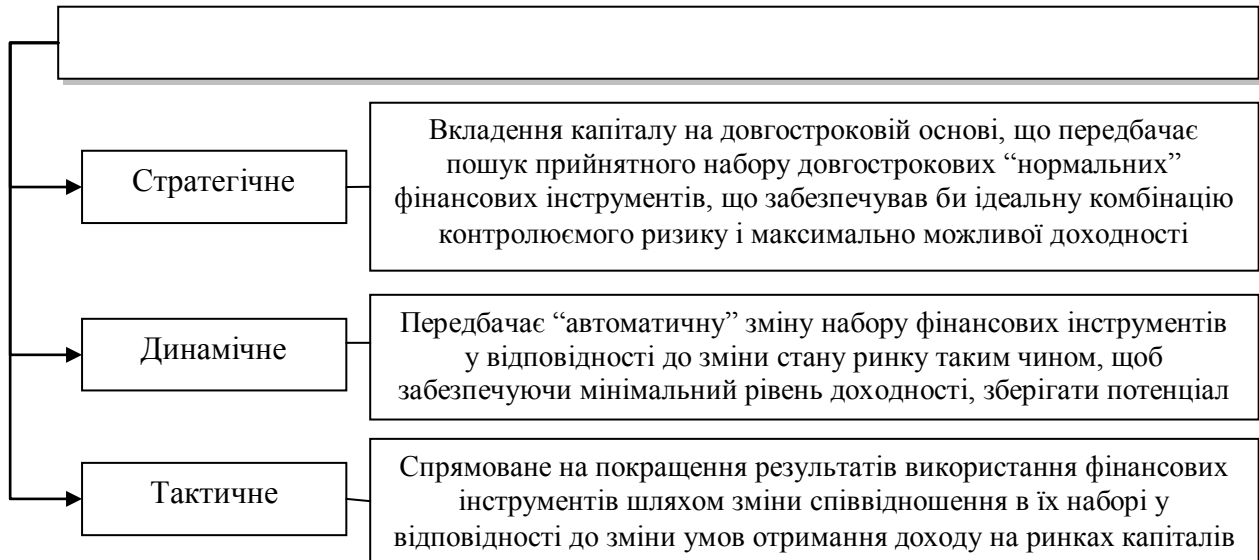 Стратегічне
Вкладення капіталу на довгостроковій основі, що передбачає
пошук прийнятного набору довгострокових “нормальних”
фінансових інструментів, що забезпечував би ідеальну комбінацію
контролюємого ризику і максимально можливої доходності
Динамічне
Передбачає “автоматичну” зміну набору фінансових інструментів
у відповідності до зміни стану ринку таким чином, щоб
забезпечуючи мінімальний рівень доходності, зберігати потенціал
Тактичне
Спрямоване на покращення результатів використання фінансових
інструментів шляхом зміни співвідношення в їх наборі у
відповідності до зміни умов отримання доходу на ринках капіталів